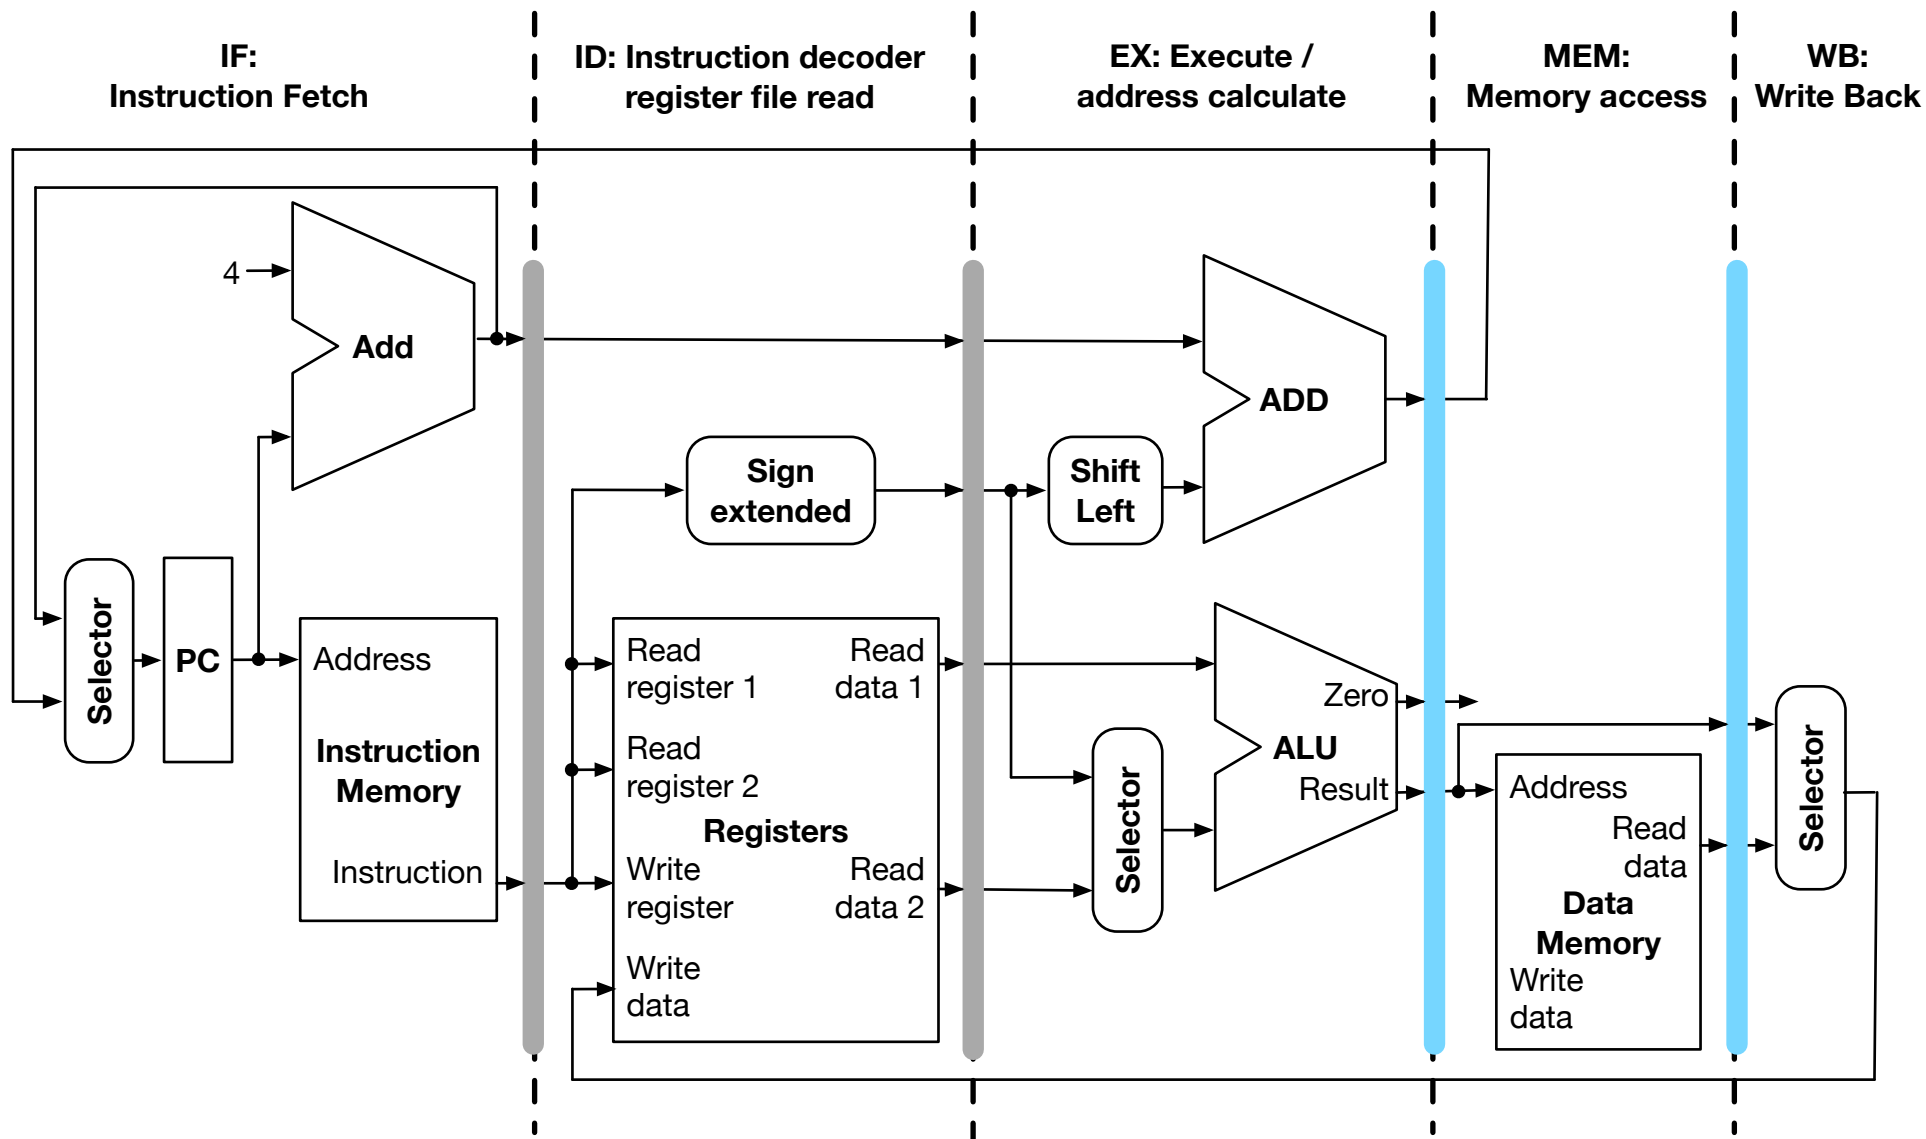 IF:
Instruction Fetch
ID: Instruction decoder
register file read
EX: Execute /
address calculate
MEM:
Memory access
WB:
Write Back
4
Add
ADD
Sign
extended
Shift
Left
Selector
PC
Address
Instruction
Memory
Instruction
Read
register 1
Read
data 1
Read
register 2
Registers
Write
register
Read
data 2
Write
data
Selector
Zero
ALU
Result
Address
Read
data
Data
Memory
Write
data
Selector